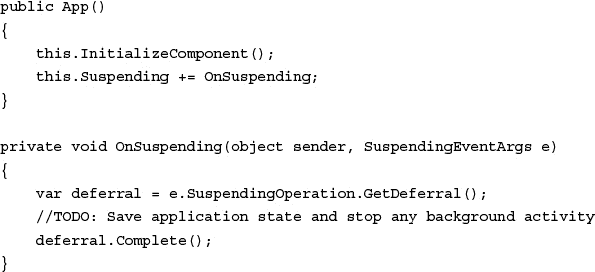 public App()
{
    this.InitializeComponent();
    this.Suspending += OnSuspending;
}

private void OnSuspending(object sender, SuspendingEventArgs e)
{
    var deferral = e.SuspendingOperation.GetDeferral();
    //TODO: Save application state and stop any background activity
    deferral.Complete();
}